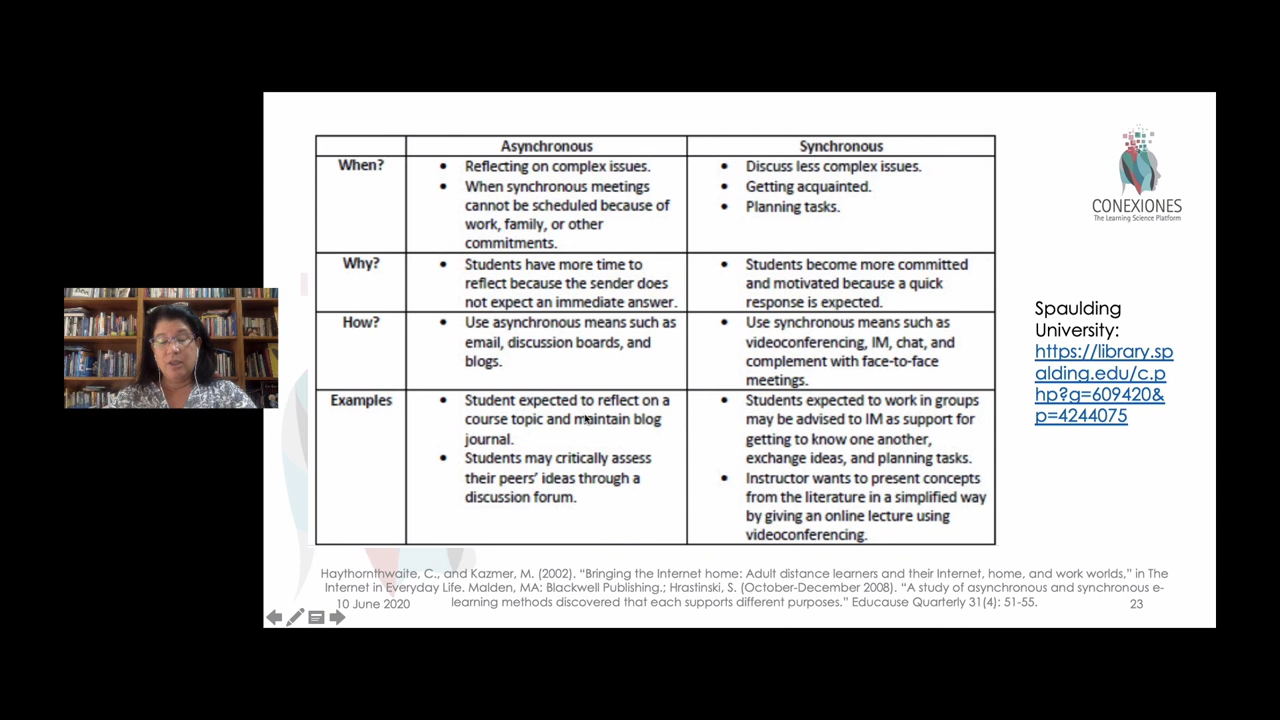 Asynchronous Synchronous
When?
• Reflecting on complex issues.
• When synchronous meetings
cannot be scheduled because of
work, family, or other
commitments.
• Discuss less complex issues.
• Getting acquainted.
• Planning tasks.
Why?
• Students have more time to
reflect because the sender does
not expect an immediate answer.
• Students become more committed
and motivated because a quick
response is expected.
How?
• Use asynchronous means such as
email, discussion boards, and
blogs.
• Use synchronous means such as
videoconferencing, IM, chat, and
complement with face-to-face
meetings.
Examples
• Student expected to reflect on a
course topic and maintain blog
journal.
• Students may critically assess
their peers' ideas through a
discussion forum.
• Students expected to work in groups
may be advised to IM as support for
getting to know one another,
exchange ideas, and planning tasks.
• Instructor wants to present concepts
from the literature in a simplified way
by giving an online lecture using
videoconferencing.
CONEXIONES
The Learning Science Platform
Spaulding
University:
https://library.sp
alding.edu/c.p
hp?g=609420&
p=4244075
Haythornthwaite, C., and Kazmer, M. (2002). “Bringing the Internet home: Adult distance learners and their Internet, home, and work worlds,” in The
Internet in Everyday Life. Malden, MA: Blackwell Publishing.; Hrastinski, S. (October-December 2008). “A study of asynchronous and synchronous e-
learning methods discovered that each supports different purposes.” Educause Quarterly 31(4): 51-55.
10 June 2020
23